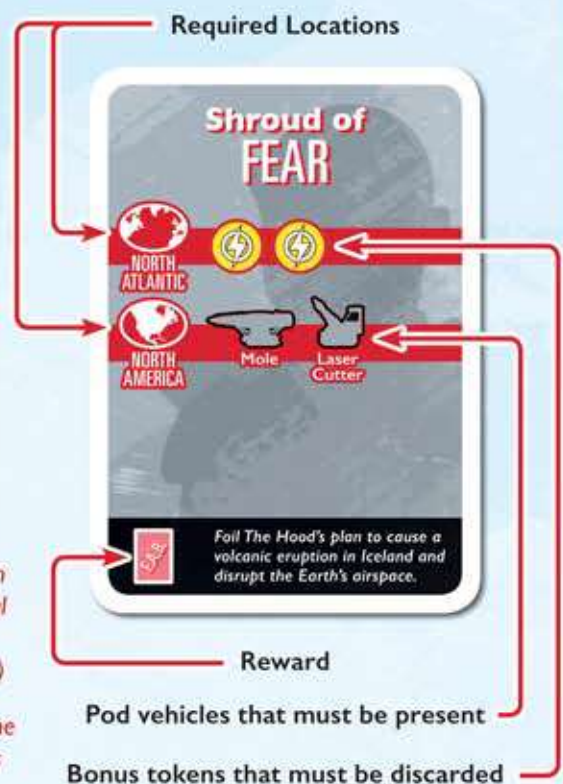 Required Locations
Shroud of
FEAR
NORTH
ATLANTIC
NORTH
AMERICA
Mole
Laser
Cutter
F.A.B.
Foil The Hood's plan to cause a
volcanic eruption in Iceland and
disrupt the Earth's airspace.
Reward
Pod vehicles that must be present
Bonus tokens that must be discarded